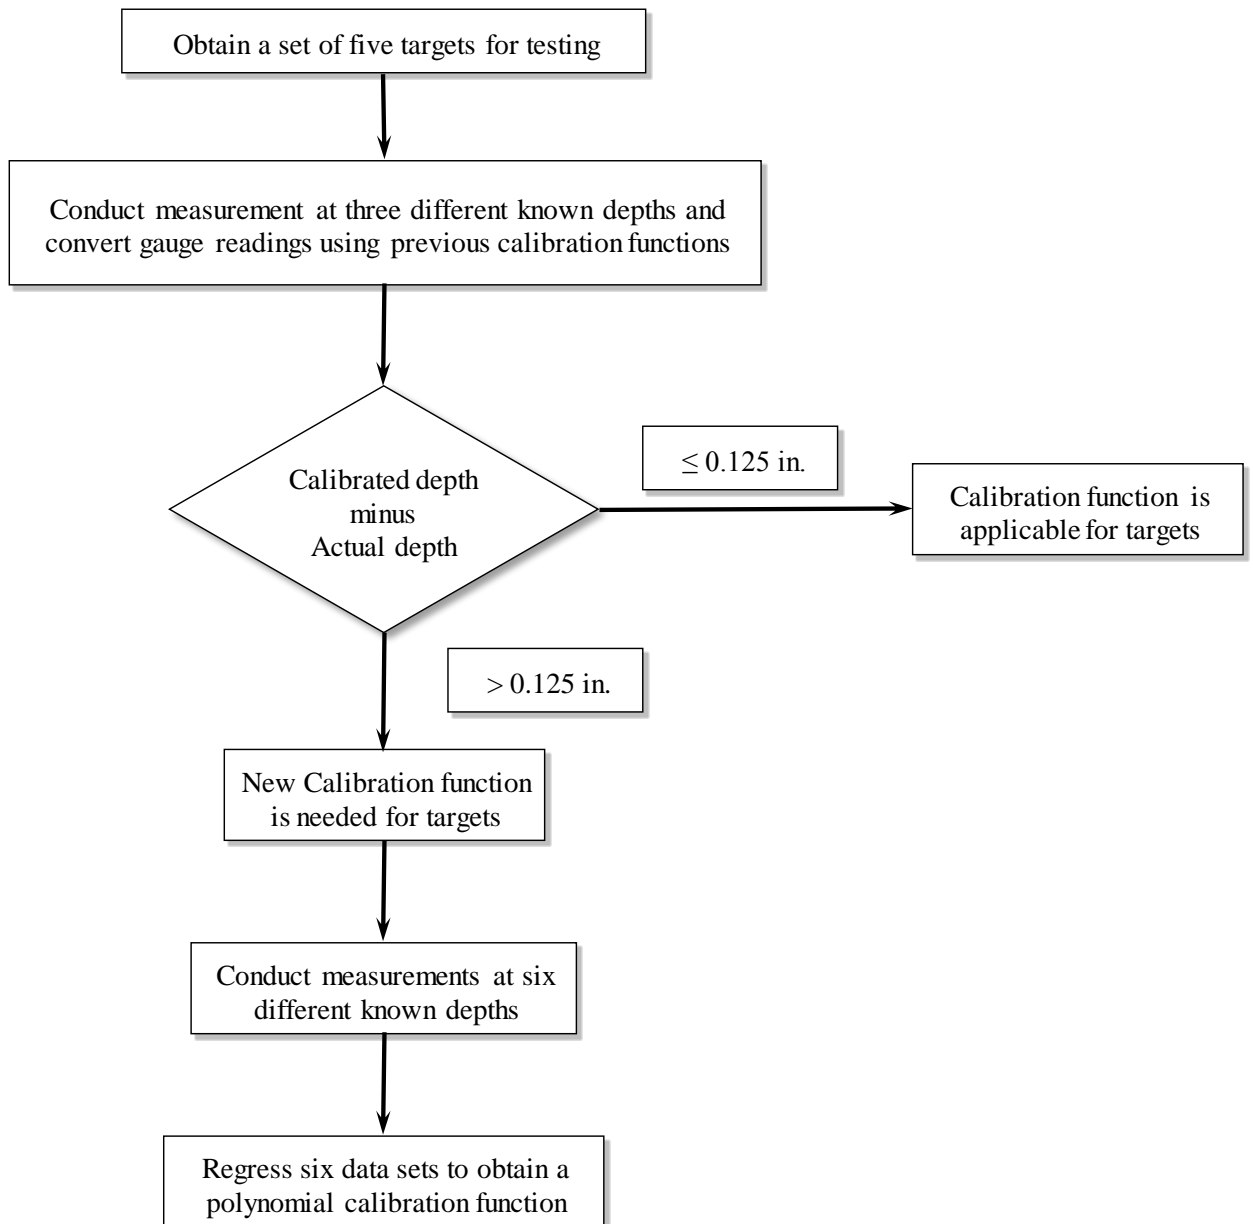 Obtain a set of five targets for testing
Conduct measurement at three different known depths and
convert gauge readings using previous calibration functions
Calibrated depth
minus
Actual depth
≤ 0.125 in.
Calibration function is
applicable for targets
> 0.125 in.
New Calibration function
is needed for targets
Conduct measurements at six
different known depths
Regress six data sets to obtain a
polynomial calibration function